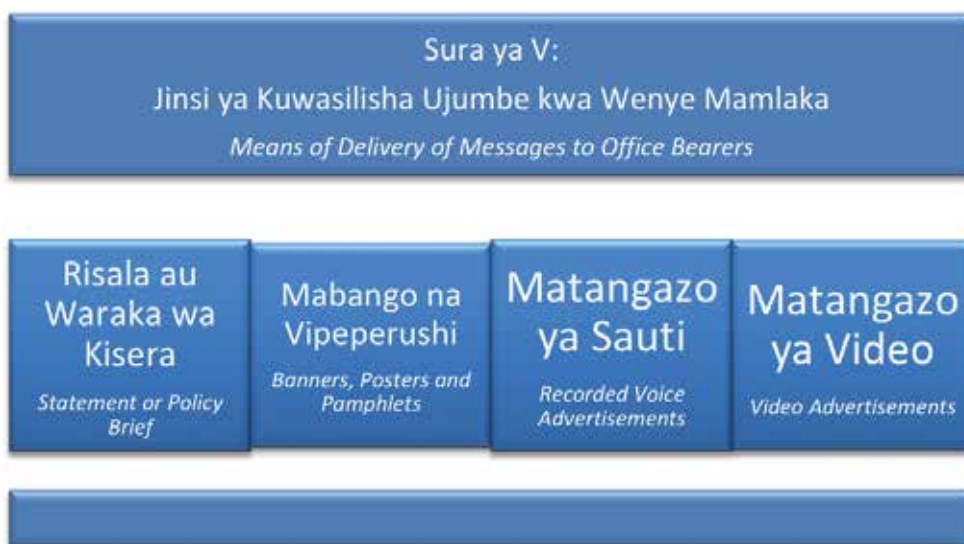 Sura ya V:
Jinsi ya Kuwasilisha Ujumbe kwa Wenye Mamlaka
Means of Delivery of Messages to Office Bearers
Risala au
Waraka wa
Kisera
Statement or Policy
Brief
Mabango na
Vipeperushi
Banners, Posters and
Pamphlets
Matangazo
ya Sauti
Recorded Voice
Advertisements
Matangazo
ya Video
Video Advertisements